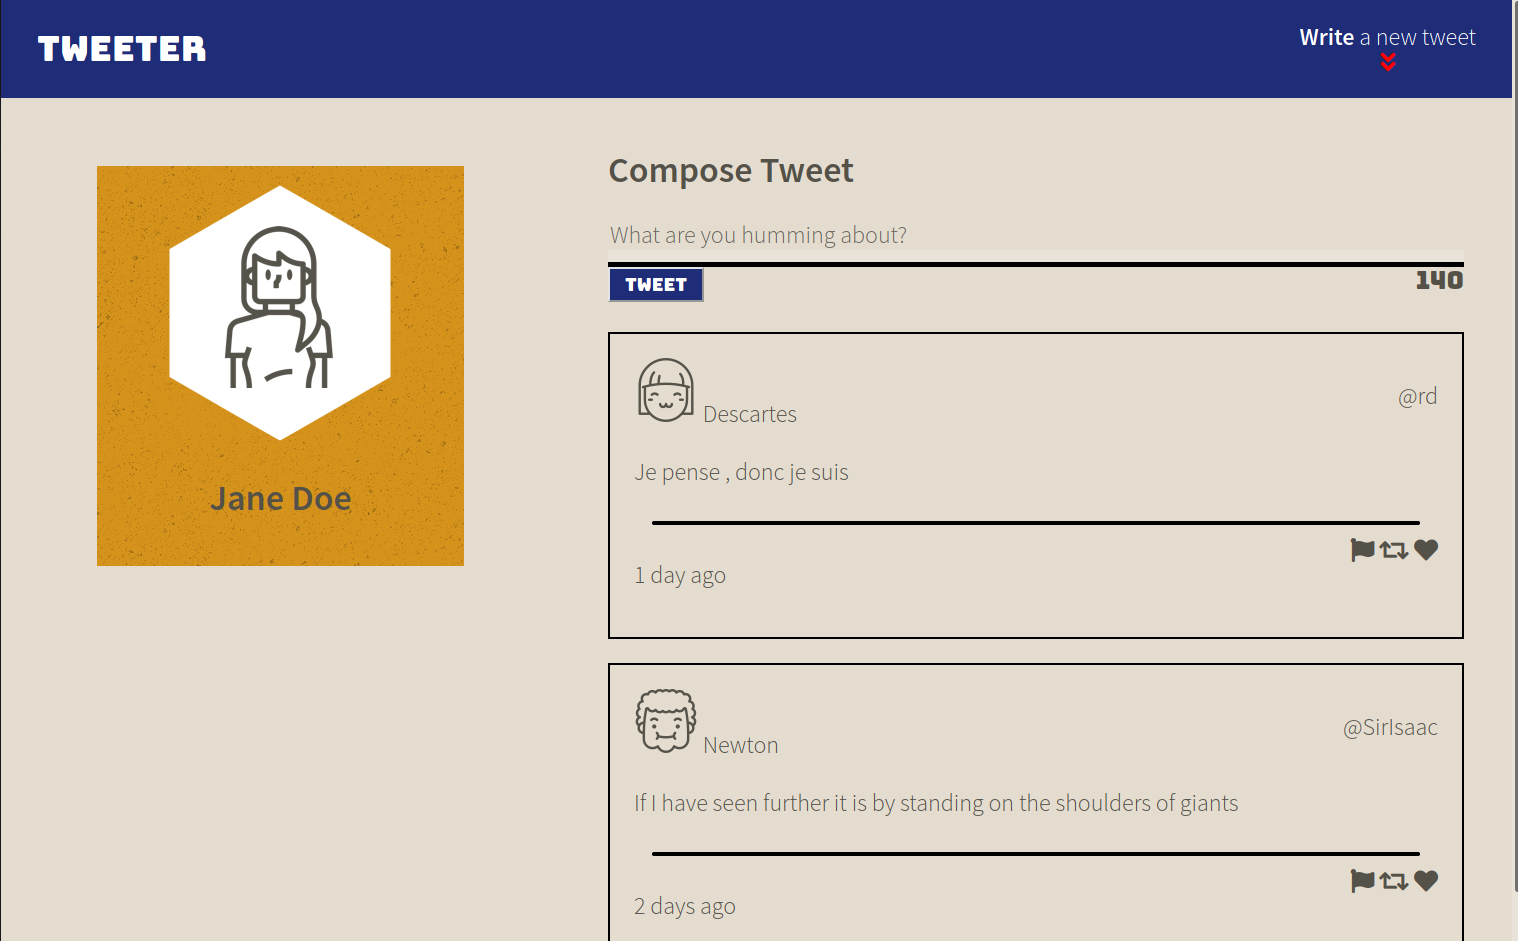 TWEETER
Write a new tweet
Jane Doe
Compose Tweet
What are you humming about?
TWEET
140
Descartes
@rd
Je pense , donc je suis
1 day ago
Newton
@SirIsaac
If I have seen further it is by standing on the shoulders of giants
2 days ago